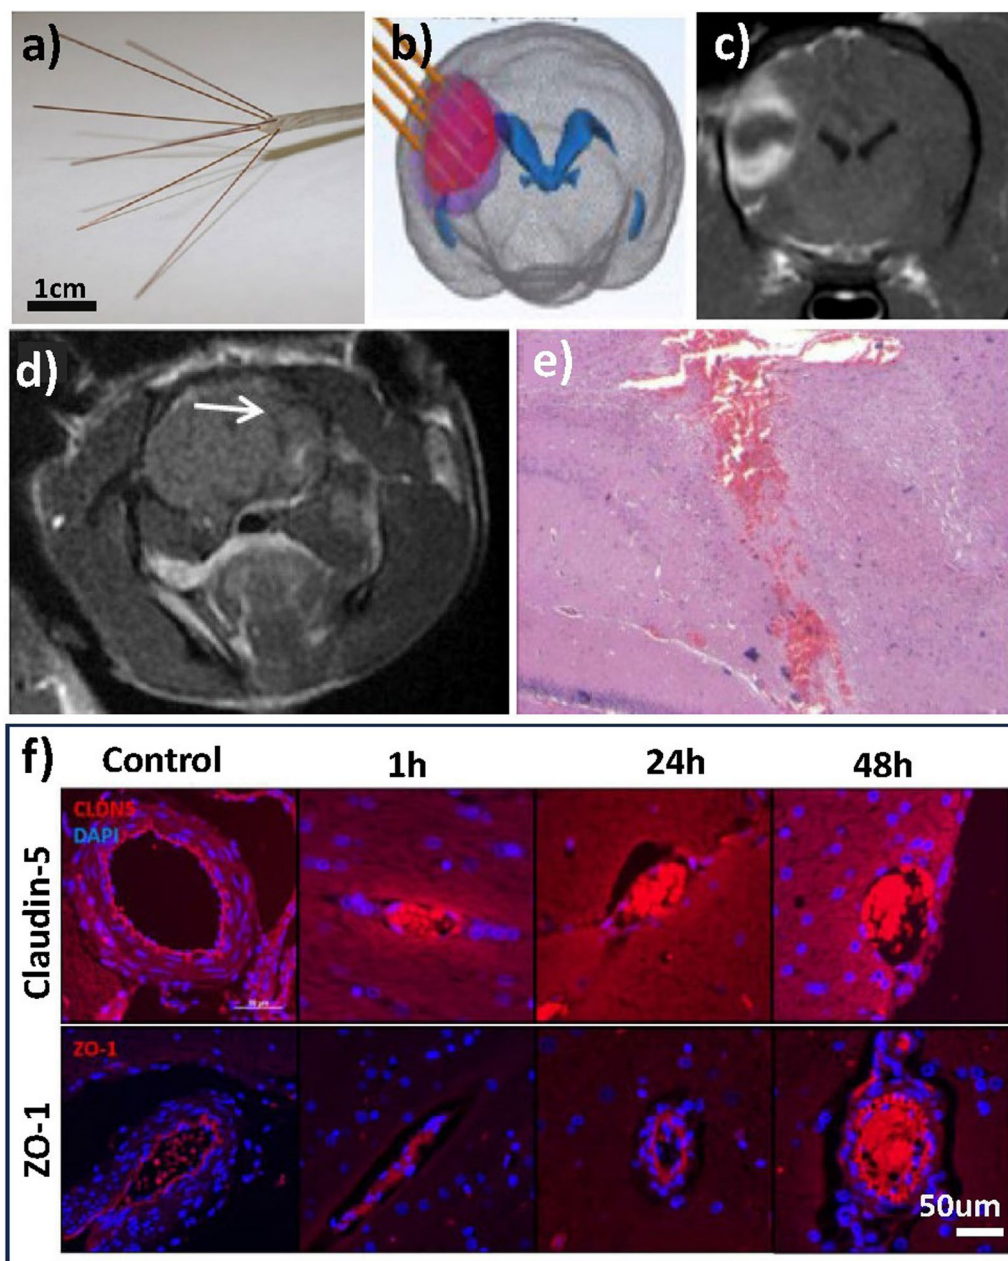 a)
1cm
b)
c)
d)
e)
f)
Control
1h
24h
48h
Claudin-5
CLDN5
DAPI
ZO-1
ZO-1
50um